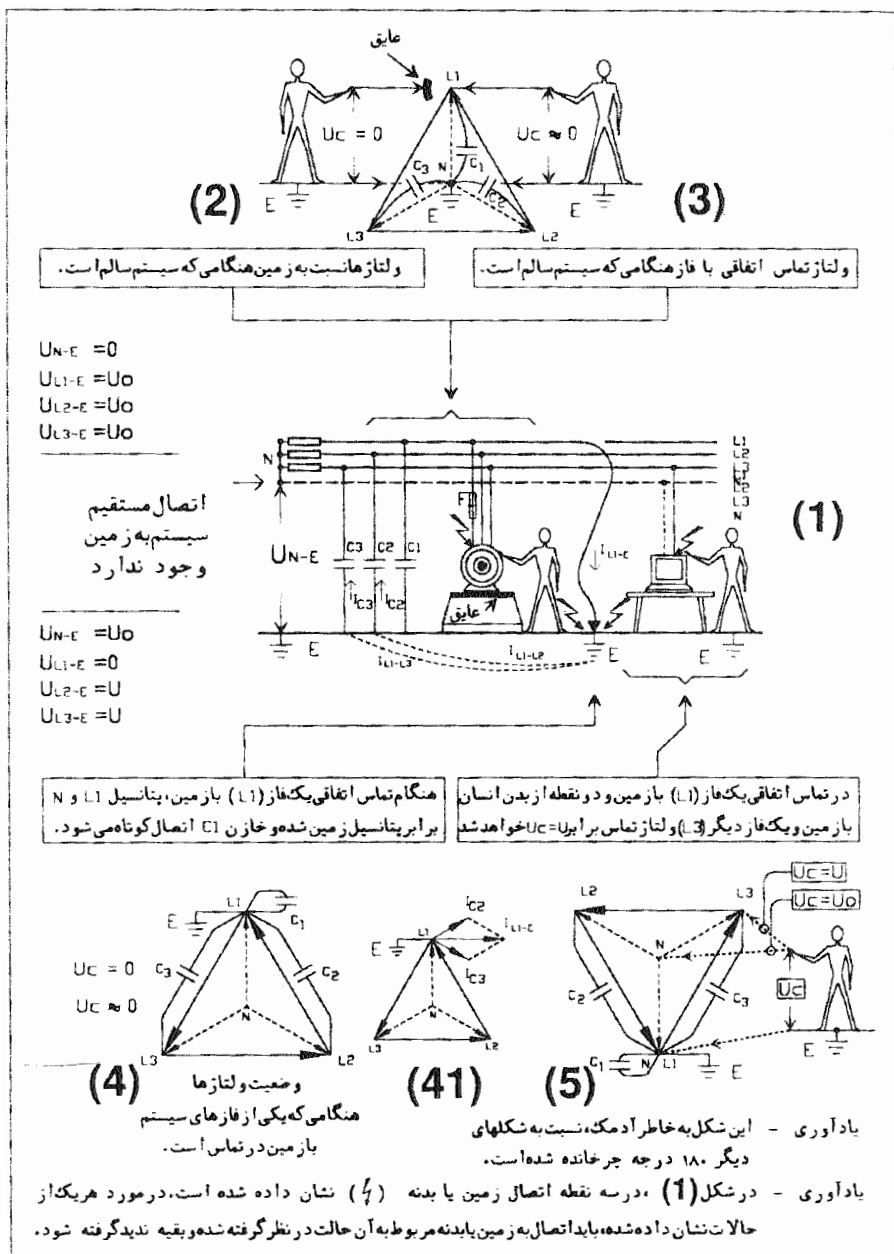 عایق
L1
Uc = 0
Uc ≈ 0
C3
N
C1
C2
E
E
E
(2)
(3)
L3
L2
ولتاژها نسبت به زمین هنگامی که سیستم سالم است.
ولتاژ تماس اتفاقی با فاز هنگامی که سیستم سالم است.
UN-E =0
UL1-E =Uo
UL2-E =Uo
UL3-E =Uo
اتصال مستقیم
سیستم به زمین
وجود ندارد
UN-E =Uo
UL1-E =0
UL2-E =U
UL3-E =U
N
L1
L2
L3
L2
L3
N
(1)
F
UN-E
C3
C2
C1
IL1-E
IC3
IC2
عایق
E
IL1-L3
IL1-L2
E
E
هنگام تماس اتفاقی یک فاز (L1) با زمین، پتانسیل L1 و N
برابر پتانسیل زمین شده و خازن C1 اتصال کوتاه می‌شود.
در تماس اتفاقی یک فاز (L1) با زمین و دو نقطه از بدن انسان
با زمین و یک فاز دیگر (L3) ولتاژ تماس برابر Uc=U خواهد شد
L1
E
C1
C3
C2
Uc = 0
Uc ≈ 0
N
L3
L2
(4)
وضعیت ولتاژها
هنگامی که یکی از فازهای سیستم
با زمین در تماس است.
IC2
L1
IL1-E
E
IC3
N
L3
L2
(41)
Uc=U
Uc=Uo
L2
L3
N
Uc
C2
C3
C1
N
L1
E
E
(5)
یادآوری - این شکل به خاطر آدمک، نسبت به شکلهای
دیگر ۱۸۰ درجه چرخانده شده‌است.
یادآوری - در شکل (1)، در سه نقطه اتصال زمین یا بدنه ( ) نشان داده شده است، در مورد هریک از
حالات نشان داده شده، باید اتصال به زمین یا بدنه مربوط به آن حالت در نظر گرفته شده و بقیه ندید گرفته شود.